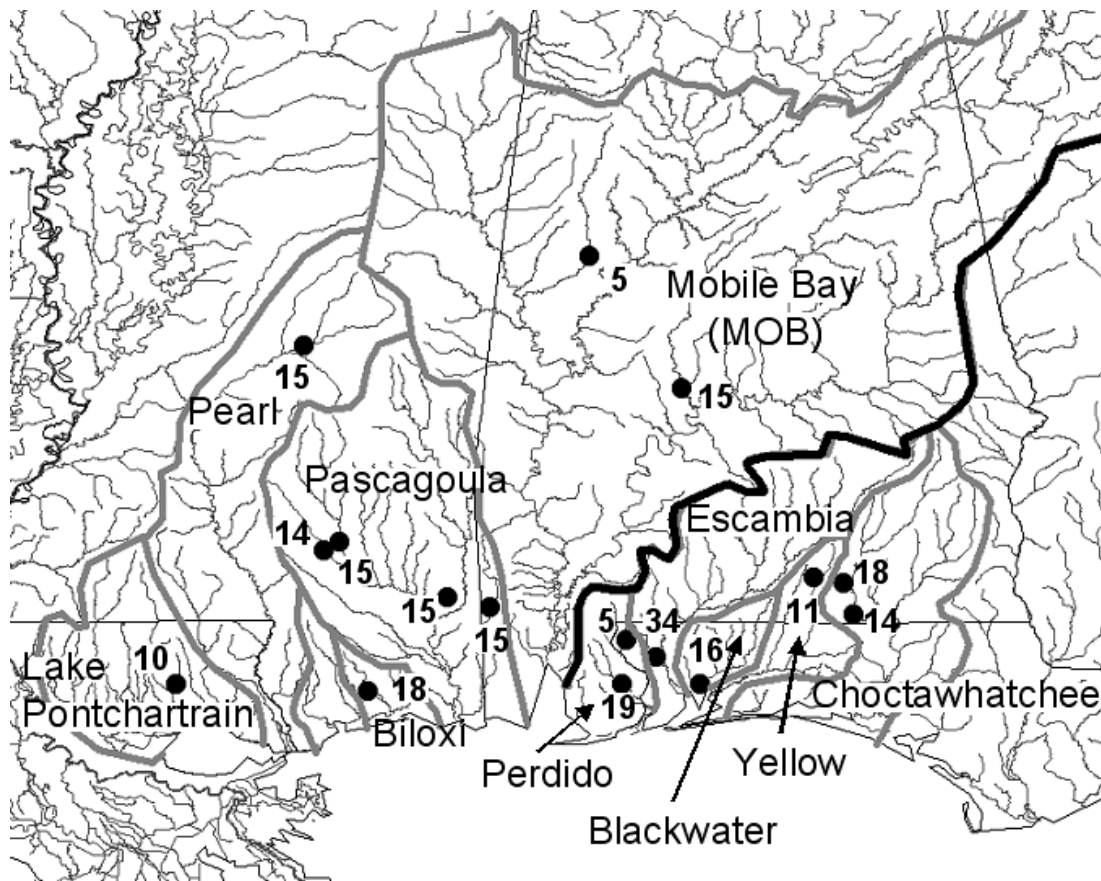 5
Mobile Bay
(MOB)
15
15
Pearl
Pascagoula
14
15
Escambia
15
15
18
14
11
5
34
16
10
Lake
Pontchartrain
18
19
Choctawhatchee
Biloxi
Perdido
Yellow
Blackwater